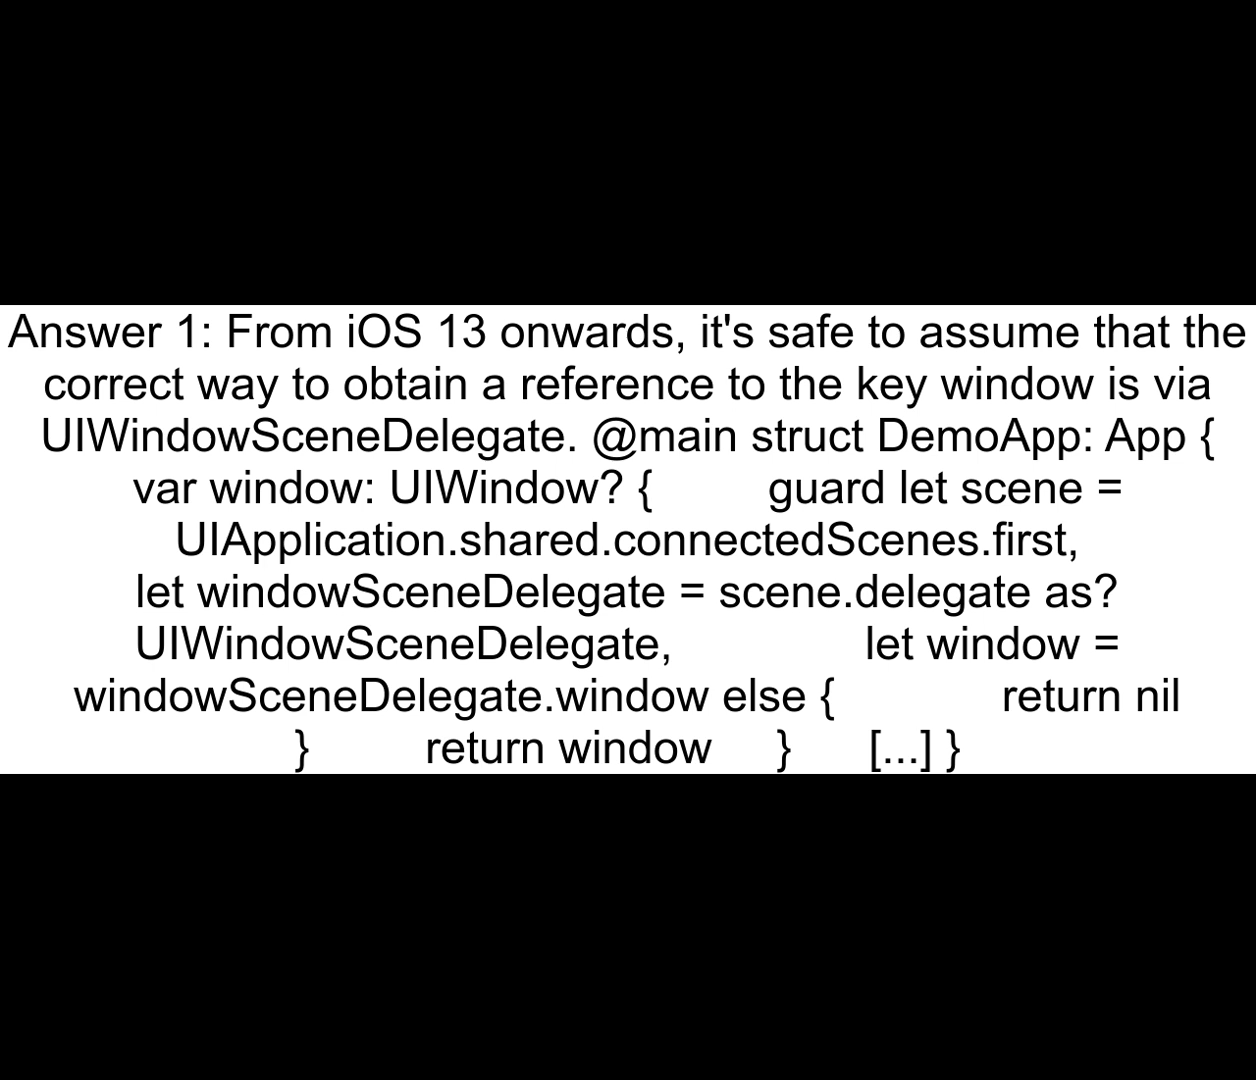 Answer 1: From iOS 13 onwards, it's safe to assume that the
correct way to obtain a reference to the key window is via
UIWindowSceneDelegate. @main struct DemoApp: App {
var window: UIWindow? { guard let scene =
UIApplication.shared.connectedScenes.first,
let windowSceneDelegate = scene.delegate as?
UIWindowSceneDelegate, let window =
windowSceneDelegate.window else { return nil
} return window } [...] }